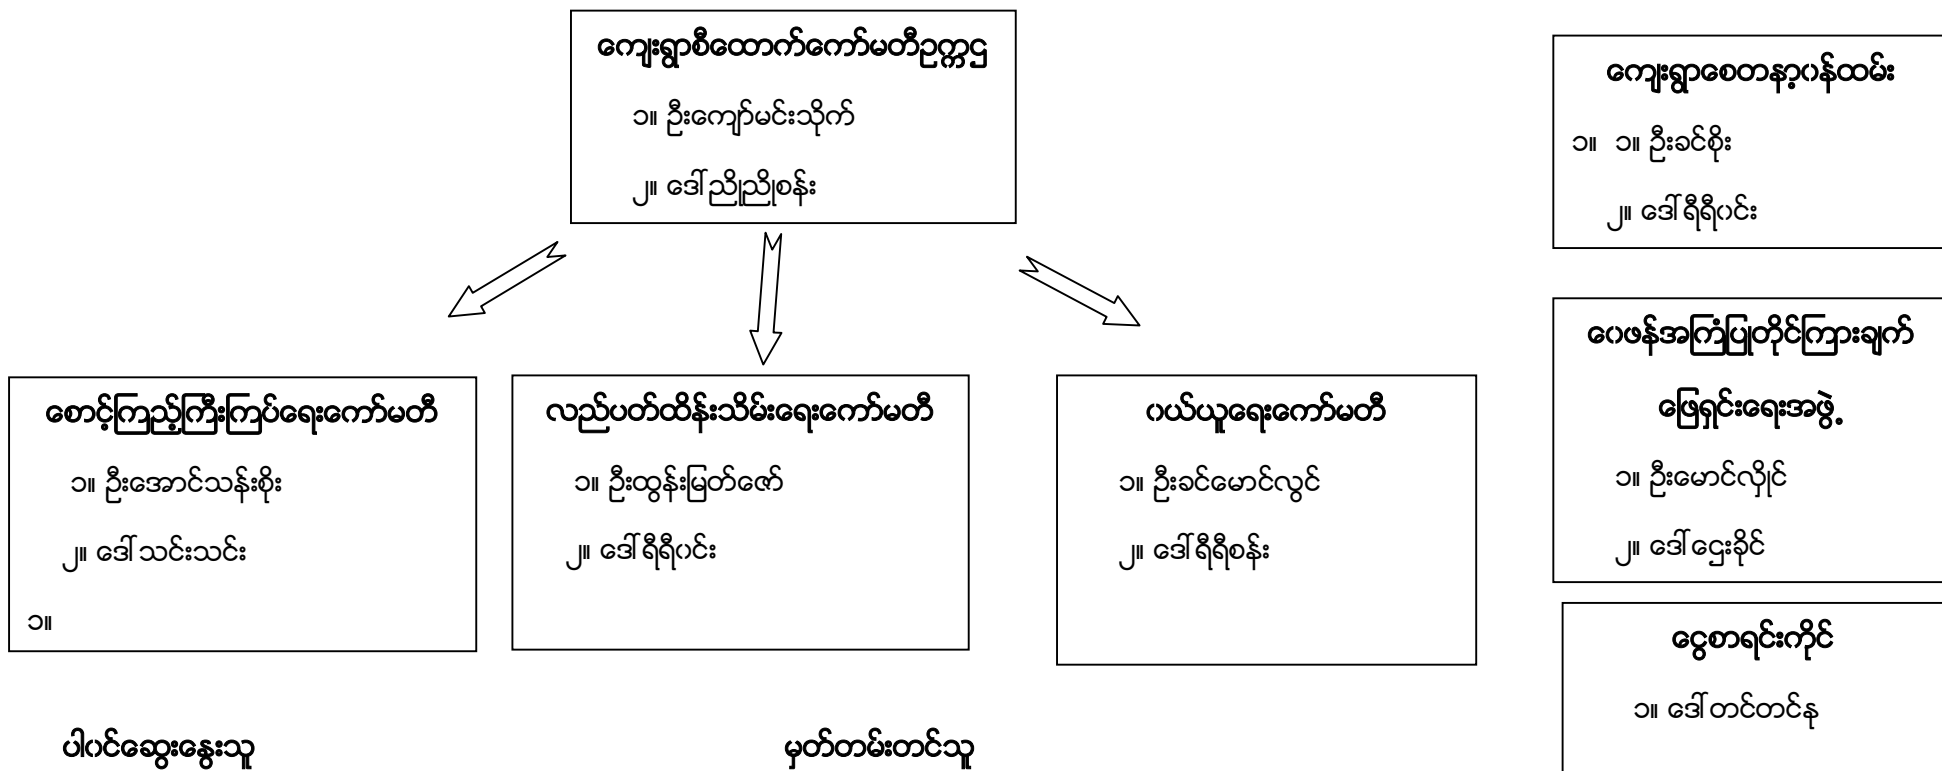 ကျေးရွာစီထောက်ကော်မတီဥက္ကဌ
၁။ ဦးကျော်မင်းသိုက်
၂။ ဒေါ်ညိုညိုစန်း
ကျေးရွာစေတနာ့ဝန်ထမ်း
၁။ ၁။ ဦးခင်စိုး
၂။ ဒေါ်ရီရီဝင်း
ဝေဖန်အကြံပြုတိုင်ကြားချက်
ဖြေရှင်းရေးအဖွဲ့
၁။ ဦးမောင်လှိုင်
၂။ ဒေါ်ဌေးခိုင်
စောင့်ကြည့်ကြီးကြပ်ရေးကော်မတီ
၁။ ဦးအောင်သန်းစိုး
၂။ ဒေါ်သင်းသင်း
၁။
လည်ပတ်ထိန်းသိမ်းရေးကော်မတီ
၁။ ဦးထွန်းမြတ်ဇော်
၂။ ဒေါ်ရီရီဝင်း
ဝယ်ယူရေးကော်မတီ
၁။ ဦးခင်မောင်လွင်
၂။ ဒေါ်ရီရီစန်း
ငွေစာရင်းကိုင်
၁။ ဒေါ်တင်တင်နု
ပါဝင်ဆွေးနွေးသူ
မှတ်တမ်းတင်သူ